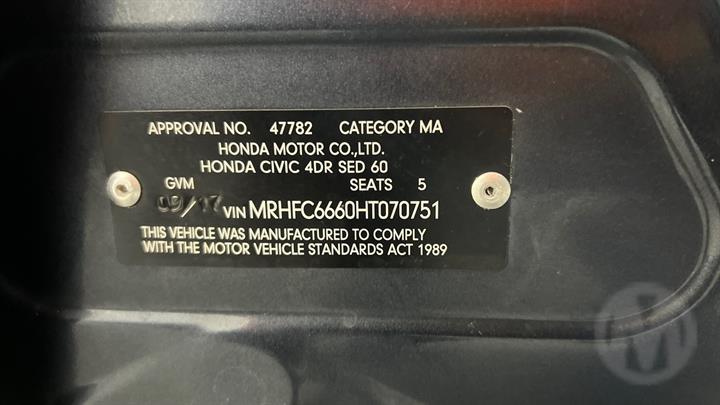 APPROVAL NO. 47782 CATEGORY MA
HONDA MOTOR CO.,LTD.
HONDA CIVIC 4DR SED 60
GVM SEATS 5
09/17 VIN MRHFC6660HT070751
THIS VEHICLE WAS MANUFACTURED TO COMPLY
WITH THE MOTOR VEHICLE STANDARDS ACT 1989
M